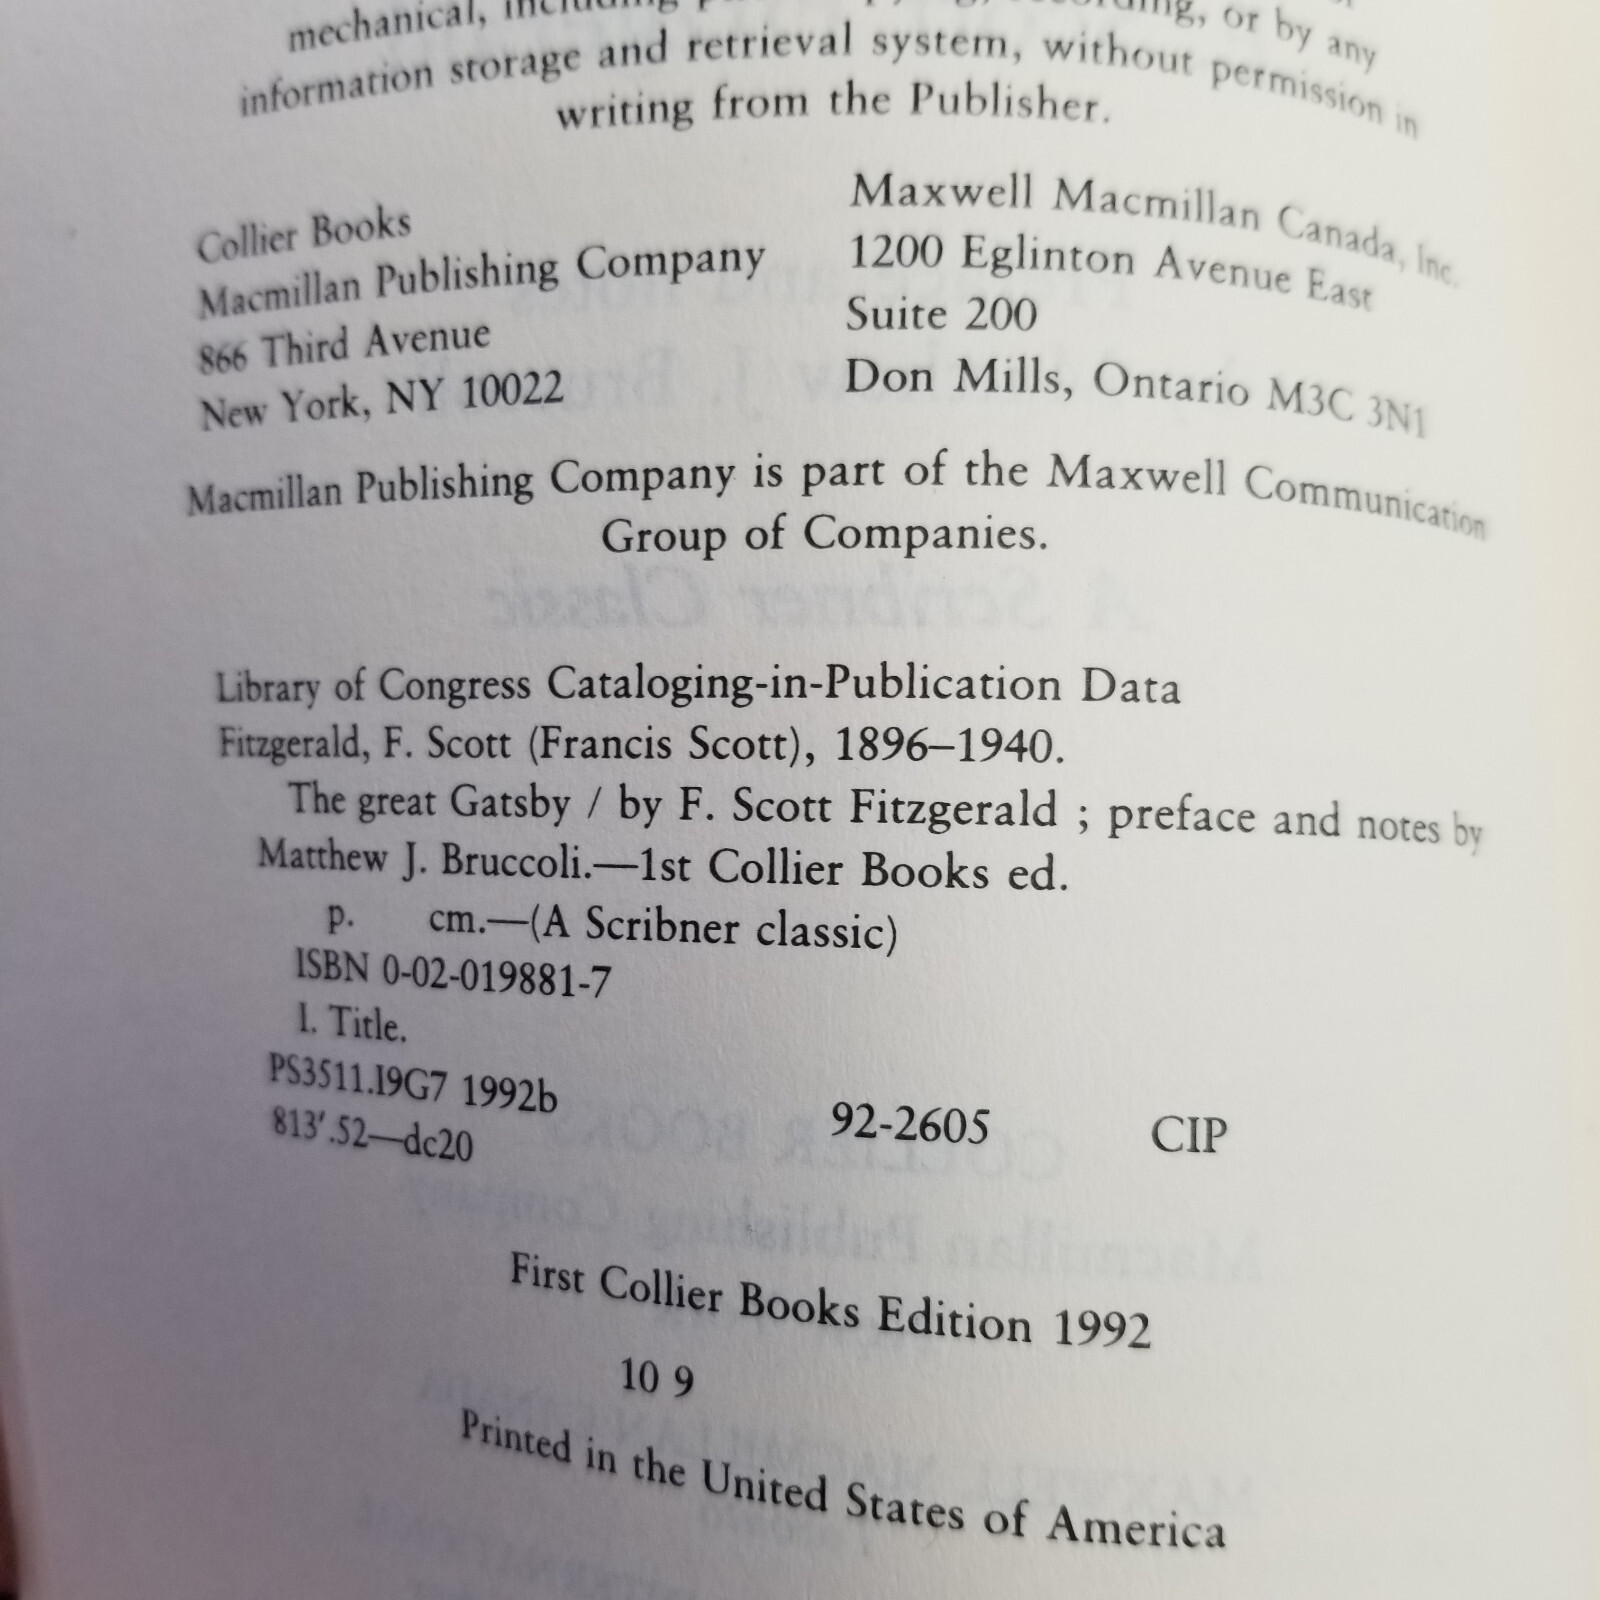 mechanical, including photocopying, recording, or by any
information storage and retrieval system, without permission in
writing from the Publisher.
Collier Books
Macmillan Publishing Company
866 Third Avenue
New York, NY 10022
Maxwell Macmillan Canada, Inc.
1200 Eglinton Avenue East
Suite 200
Don Mills, Ontario M3C 3N1
Macmillan Publishing Company is part of the Maxwell Communication
Group of Companies.
Library of Congress Cataloging-in-Publication Data
Fitzgerald, F. Scott (Francis Scott), 1896–1940.
The great Gatsby / by F. Scott Fitzgerald ; preface and notes by
Matthew J. Bruccoli.—1st Collier Books ed.
p. cm.—(A Scribner classic)
ISBN 0-02-019881-7
I. Title.
PS3511.I9G7 1992b
813′.52—dc20
92-2605
CIP
First Collier Books Edition 1992
10 9
Printed in the United States of America